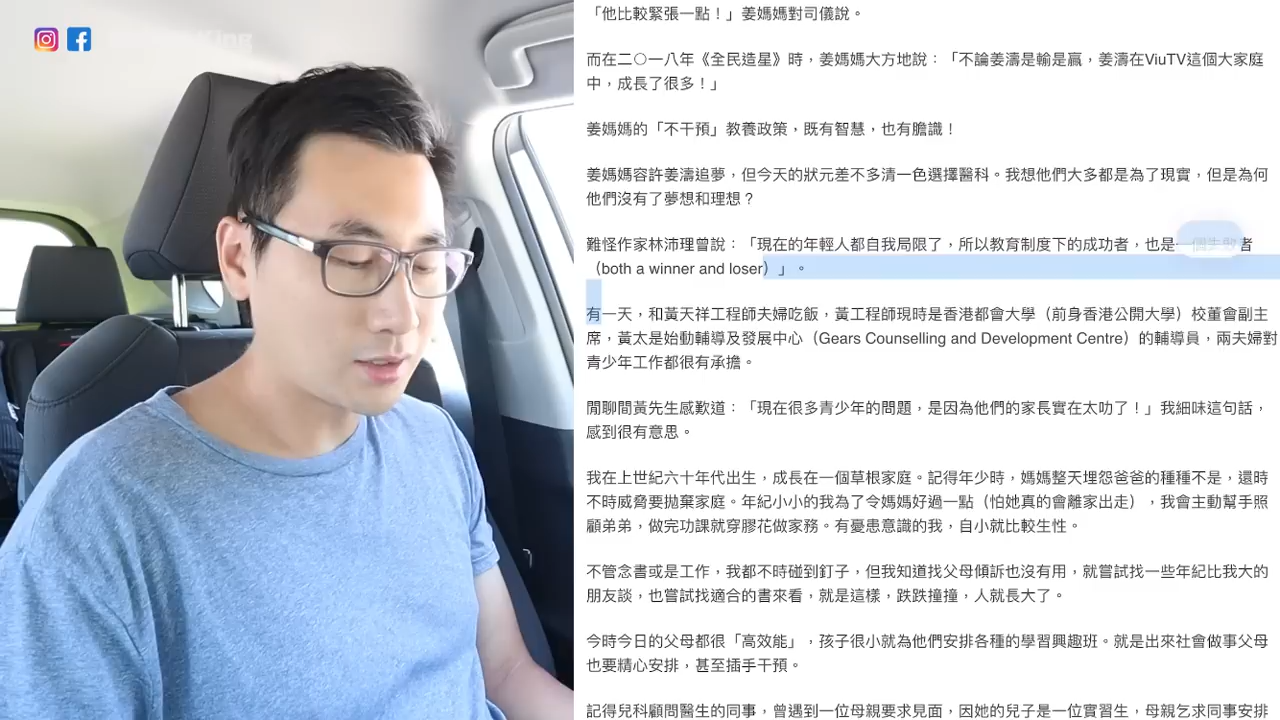 「他比較緊張一點！」姜媽媽對司儀說。
而在二〇一八年《全民造星》時，姜媽媽大方地說：「不論姜濤是輸是贏，姜濤在ViuTV這個大家庭
中，成長了很多！」
姜媽媽的「不干預」教養政策，既有智慧，也有膽識！
姜媽媽容許姜濤追夢，但今天的狀元差不多清一色選擇醫科。我想他們大多都是為了現實，但是為何
他們沒有了夢想和理想？
難怪作家林沛理曾說：「現在的年輕人都自我局限了，所以教育制度下的成功者，也是一個失敗者
（both a winner and loser）」。
有一天，和黃天祥工程師夫婦吃飯，黃工程師現時是香港都會大學（前身香港公開大學）校董會副主
席，黃太是始動輔導及發展中心（Gears Counselling and Development Centre）的輔導員，兩夫婦對
青少年工作都很有承擔。
閒聊間黃先生感歎道：「現在很多青少年的問題，是因為他們的家長實在太叻了！」我細味這句話，
感到很有意思。
我在上世紀六十年代出生，成長在一個草根家庭。記得年少時，媽媽整天埋怨爸爸的種種不是，還時
不時威脅要拋棄家庭。年紀小小的我為了令媽媽好過一點（怕她真的會離家出走），我會主動幫手照
顧弟弟，做完功課就穿膠花做家務。有憂患意識的我，自小就比較生性。
不管念書或是工作，我都不時碰到釘子，但我知道找父母傾訴也沒有用，就嘗試找一些年紀比我大的
朋友談，也嘗試找適合的書來看，就是這樣，跌跌撞撞，人就長大了。
今時今日的父母都很「高效能」，孩子很小就為他們安排各種的學習興趣班。就是出來社會做事父母
也要精心安排，甚至插手干預。
記得兒科顧問醫生的同事，曾遇到一位母親要求見面，因她的兒子是一位實習生，母親乞求同事安排